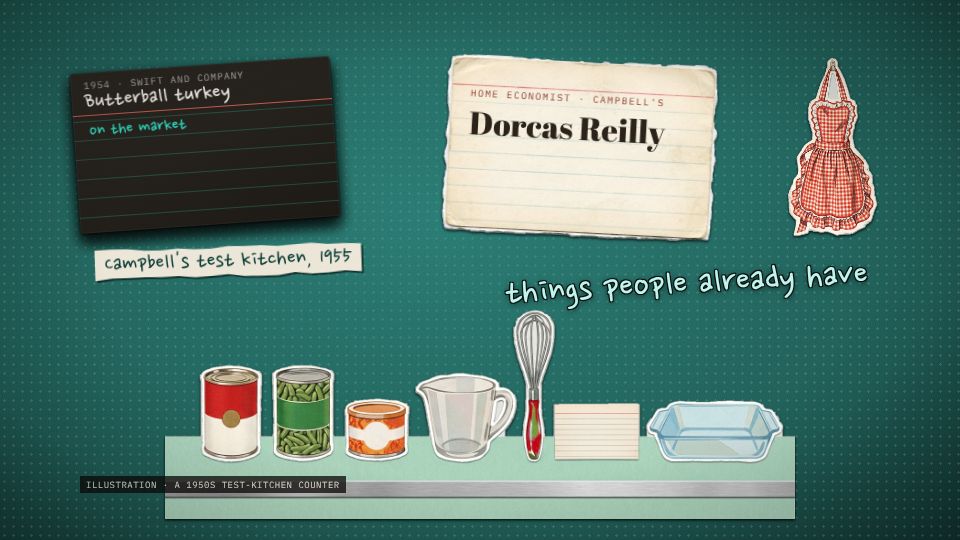 1954 · SWIFT AND COMPANY
Butterball turkey
on the market
HOME ECONOMIST · CAMPBELL'S
Dorcas Reilly
campbell's test kitchen, 1955
things people already have
ILLUSTRATION · A 1950S TEST-KITCHEN COUNTER